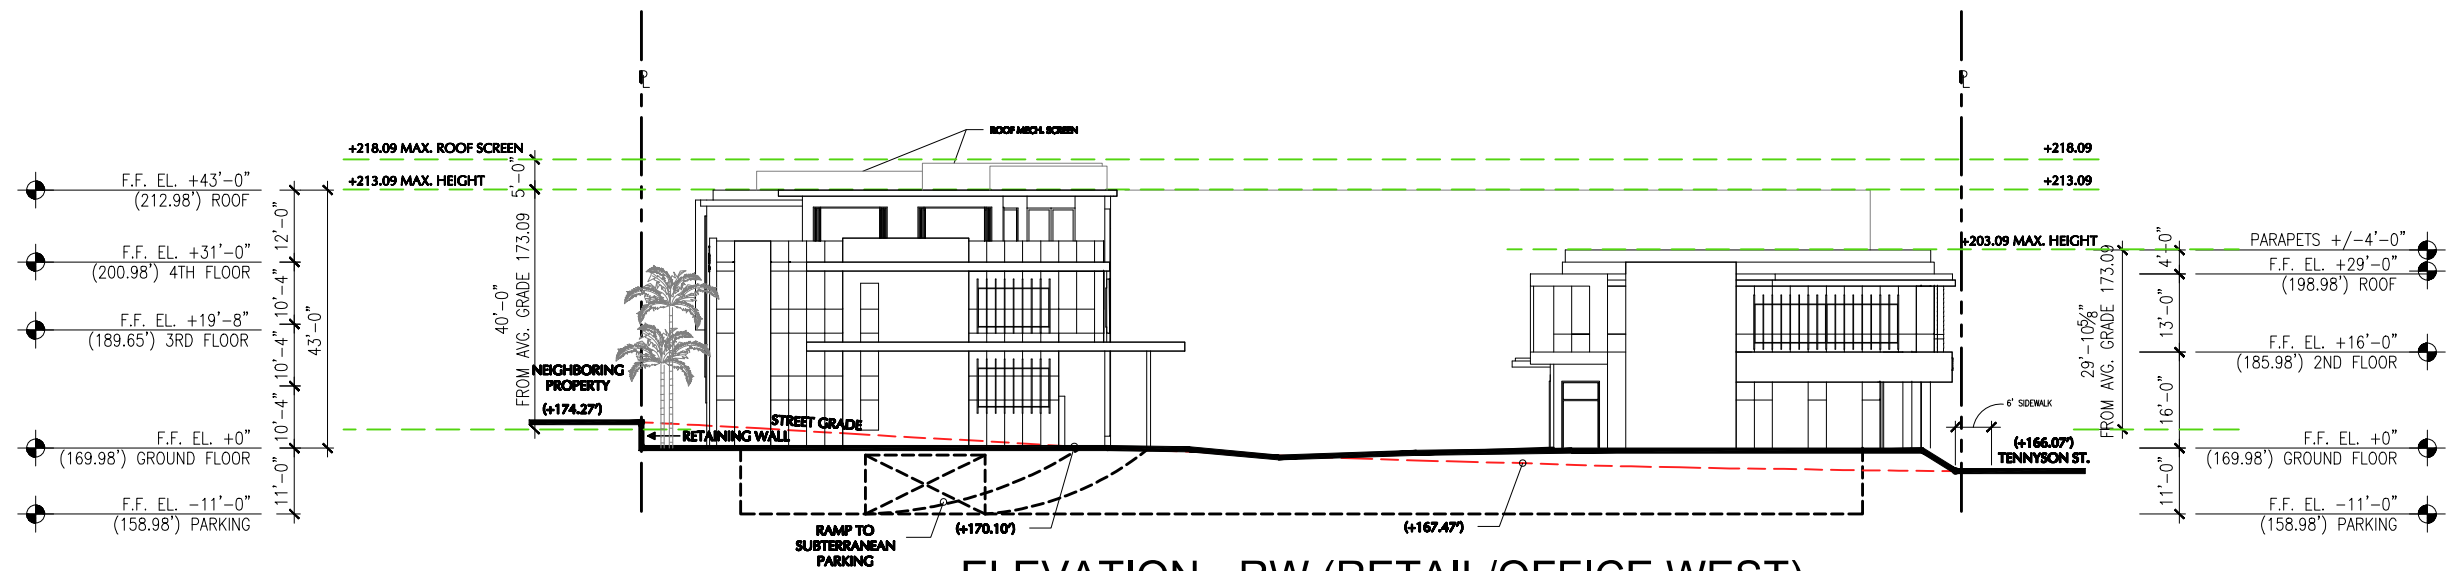 ROOF MECH. SCREEN
+218.09 MAX. ROOF SCREEN
+213.09 MAX. HEIGHT
+218.09
+213.09
+203.09 MAX. HEIGHT
F.F. EL. +43'-0"
(212.98') ROOF
F.F. EL. +31'-0"
(200.98') 4TH FLOOR
F.F. EL. +19'-8"
(189.65') 3RD FLOOR
F.F. EL. +0"
(169.98') GROUND FLOOR
F.F. EL. -11'-0"
(158.98') PARKING
12'-0"
10'-4"
10'-4"
10'-4"
11'-0"
43'-0"
5'-0"
40'-0"
FROM AVG. GRADE 173.09
PL
NEIGHBORING
PROPERTY
(+174.27')
STREET GRADE
RETAINING WALL
RAMP TO
SUBTERRANEAN
PARKING
(+170.10')
(+167.47')
PL
6' SIDEWALK
(+166.07')
TENNYSON ST.
29'-10⅝"
FROM AVG. GRADE 173.09
4'-0"
13'-0"
16'-0"
11'-0"
PARAPETS +/-4'-0"
F.F. EL. +29'-0"
(198.98') ROOF
F.F. EL. +16'-0"
(185.98') 2ND FLOOR
F.F. EL. +0"
(169.98') GROUND FLOOR
F.F. EL. -11'-0"
(158.98') PARKING
ELEVATION - RW (RETAIL/OFFICE WEST)